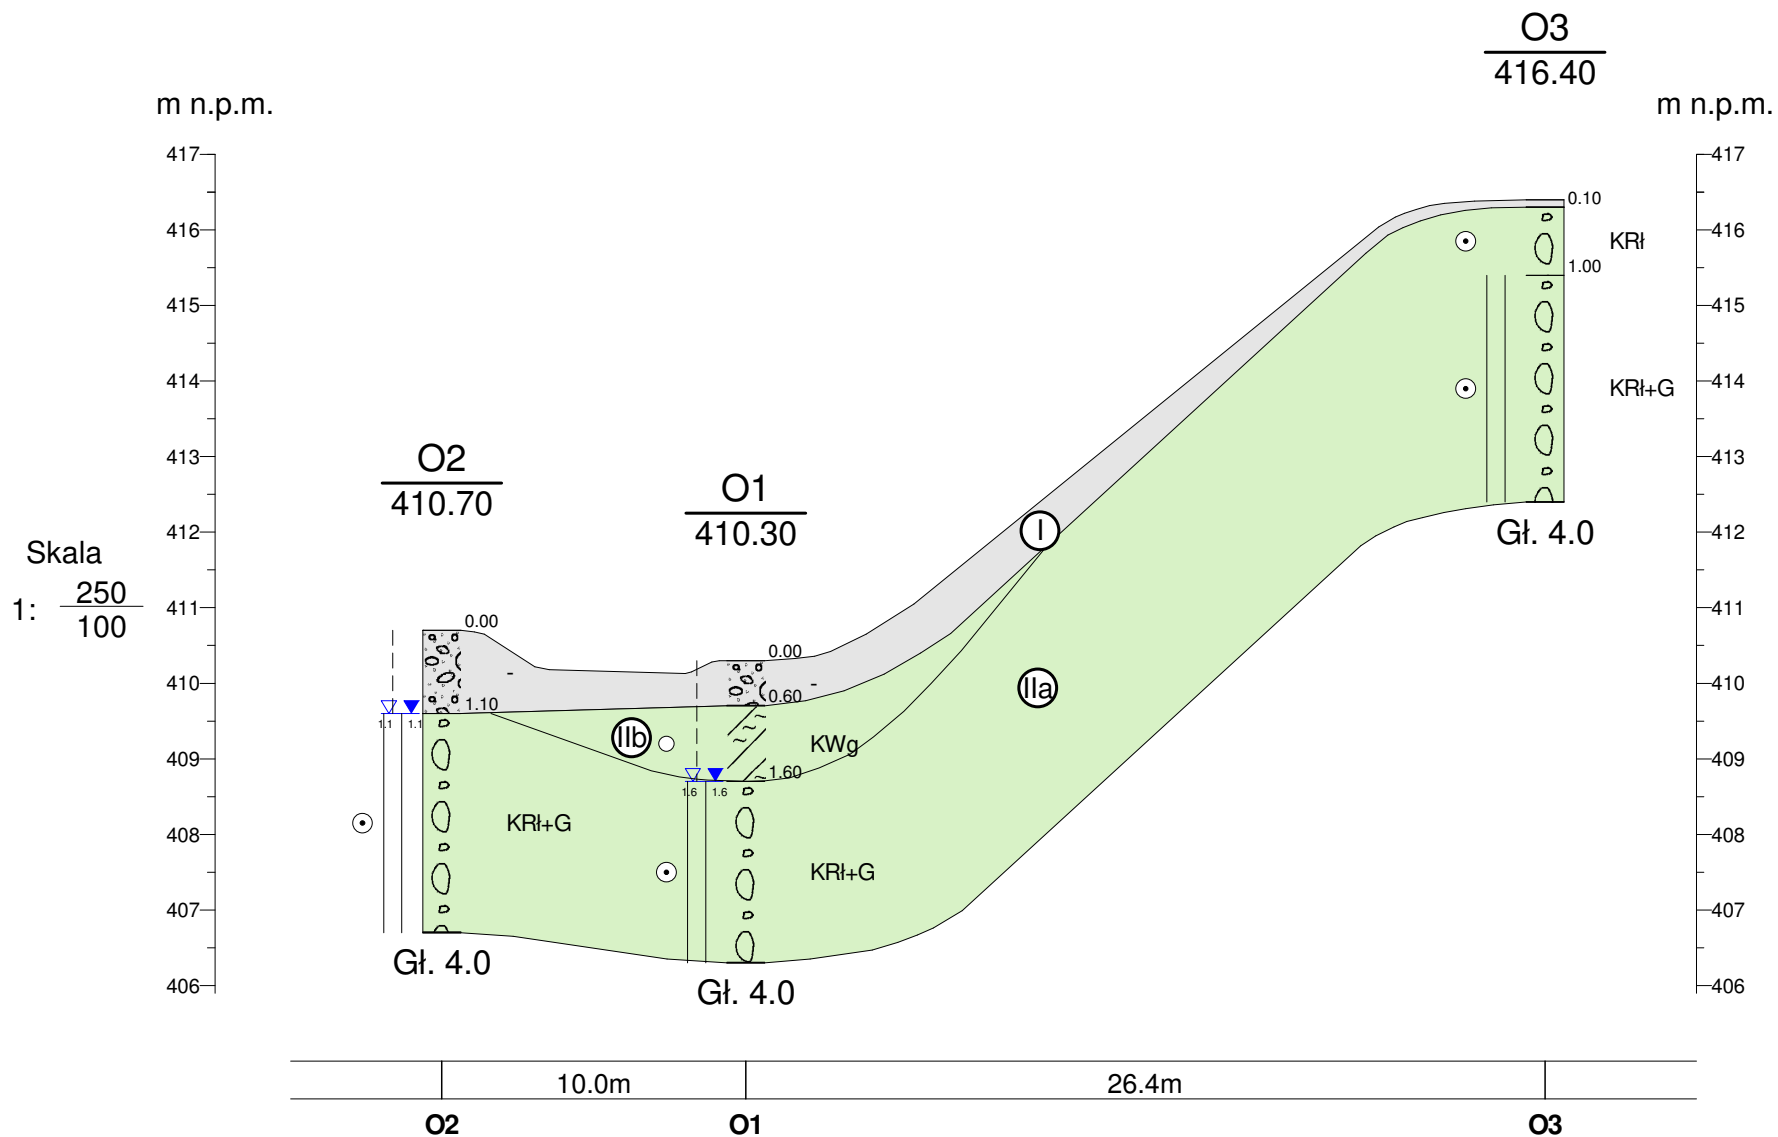 O3
416.40
m n.p.m.
m n.p.m.
417
417
0.10
416
KRł
416
1.00
415
415
414
KRł+G
414
O2
413
413
410.70
O1
410.30
412
I
Gł. 4.0
412
Skala
1: 250
100
411
411
0.00
0.00
410
-
-
IIa
410
1.10
0.60
1.1
1.1
IIb
KWg
409
1.60
409
1.6
1.6
408
KRł+G
408
KRł+G
407
407
Gł. 4.0
406
Gł. 4.0
406
10.0m
26.4m
O2
O1
O3